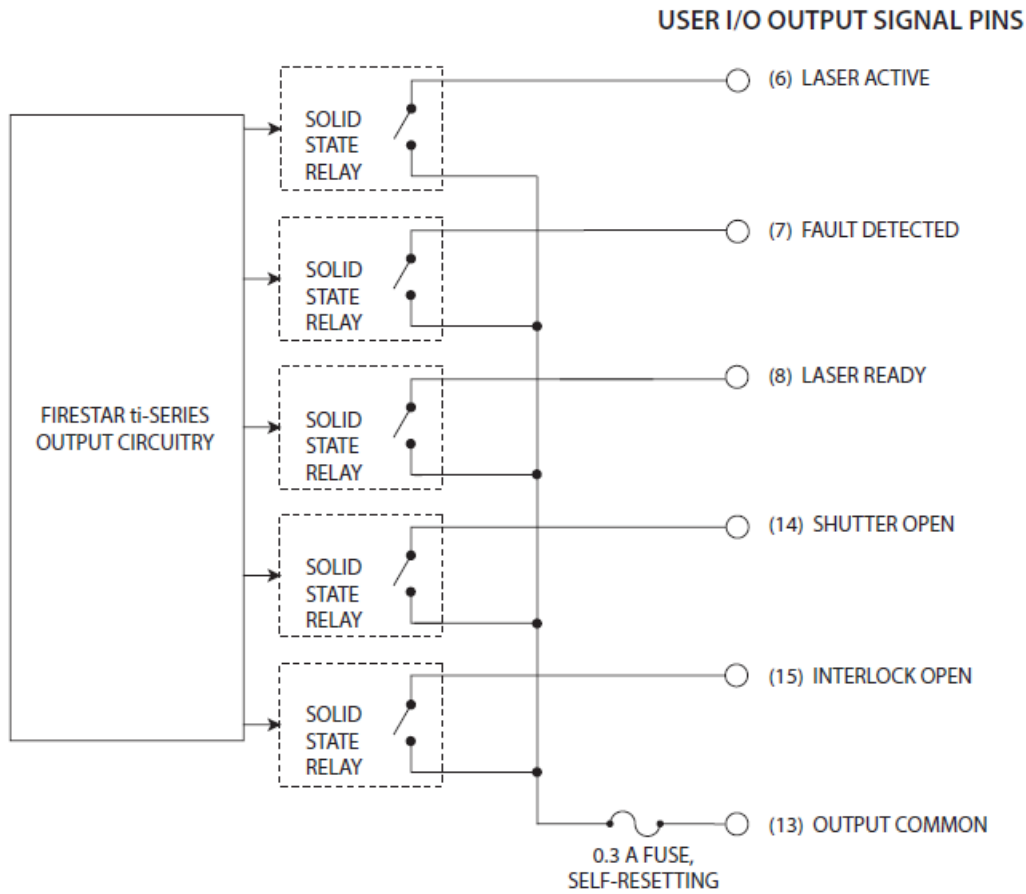 USER I/O OUTPUT SIGNAL PINS
SOLID
STATE
RELAY
(6) LASER ACTIVE
SOLID
STATE
RELAY
(7) FAULT DETECTED
FIRESTAR ti-SERIES
OUTPUT CIRCUITRY
SOLID
STATE
RELAY
(8) LASER READY
SOLID
STATE
RELAY
(14) SHUTTER OPEN
SOLID
STATE
RELAY
(15) INTERLOCK OPEN
(13) OUTPUT COMMON
0.3 A FUSE,
SELF-RESETTING